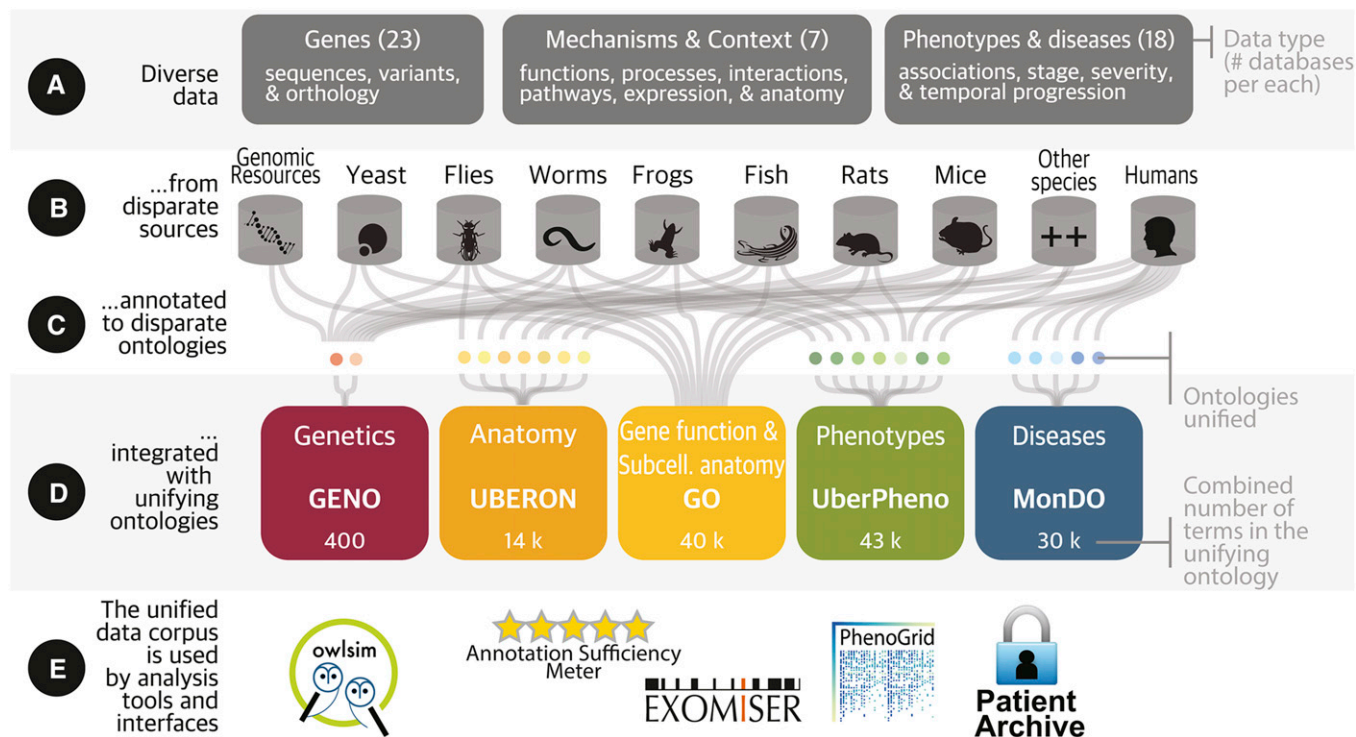 A
Diverse
data
Genes (23)
sequences, variants,
& orthology
Mechanisms & Context (7)
functions, processes, interactions,
pathways, expression, & anatomy
Phenotypes & diseases (18)
associations, stage, severity,
& temporal progression
Data type
(# databases
per each)
B
...from
disparate
sources
Genomic
Resources
Yeast
Flies
Worms
Frogs
Fish
Rats
Mice
Other
species
++
Humans
C
...annotated
to disparate
ontologies
Ontologies
unified
D
...
integrated
with
unifying
ontologies
Genetics
GENO
400
Anatomy
UBERON
14 k
Gene function &
Subcell. anatomy
GO
40 k
Phenotypes
UberPheno
43 k
Diseases
MonDO
30 k
Combined
number of
terms in the
unifying
ontology
E
The unified
data corpus
is used
by analysis
tools and
interfaces
owlsim
Annotation Sufficiency
Meter
EXOMISER
PhenoGrid
Patient
Archive